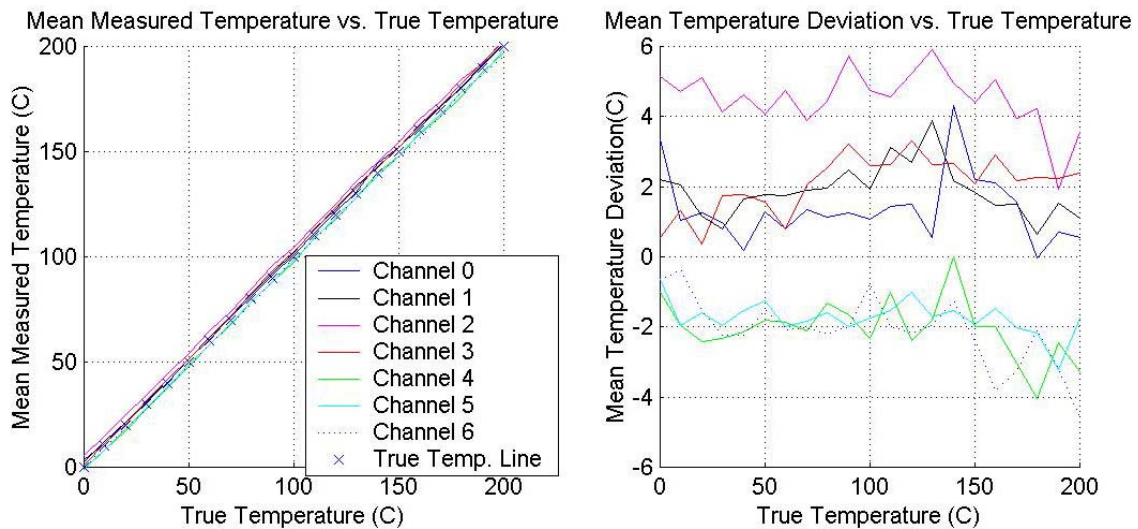 Mean Measured Temperature vs. True Temperature
200
150
100
50
0
Mean Measured Temperature (C)
0
50
100
150
200
True Temperature (C)
Channel 0
Channel 1
Channel 2
Channel 3
Channel 4
Channel 5
Channel 6
True Temp. Line
Mean Temperature Deviation vs. True Temperature
6
4
2
0
-2
-4
-6
Mean Temperature Deviation(C)
0
50
100
150
200
True Temperature (C)